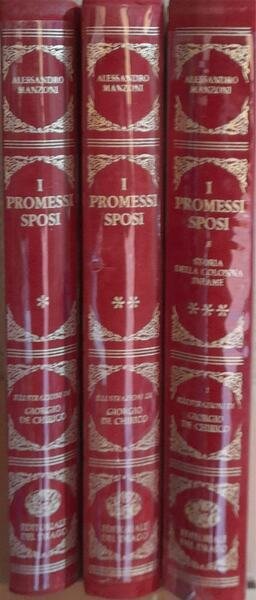 ALESSANDRO
MANZONI
I
PROMESSI
SPOSI
*
ILLUSTRAZIONI DI
GIORGIO
DE CHIRICO
EDITORIALE
DEL DRAGO
ALESSANDRO
MANZONI
I
PROMESSI
SPOSI
**
ILLUSTRAZIONI DI
GIORGIO
DE CHIRICO
EDITORIALE
DEL DRAGO
ALESSANDRO
MANZONI
I
PROMESSI
SPOSI
STORIA
DELLA COLONNA
INFAME
***
ILLUSTRAZIONI DI
GIORGIO
DE CHIRICO
EDITORIALE
DEL DRAGO